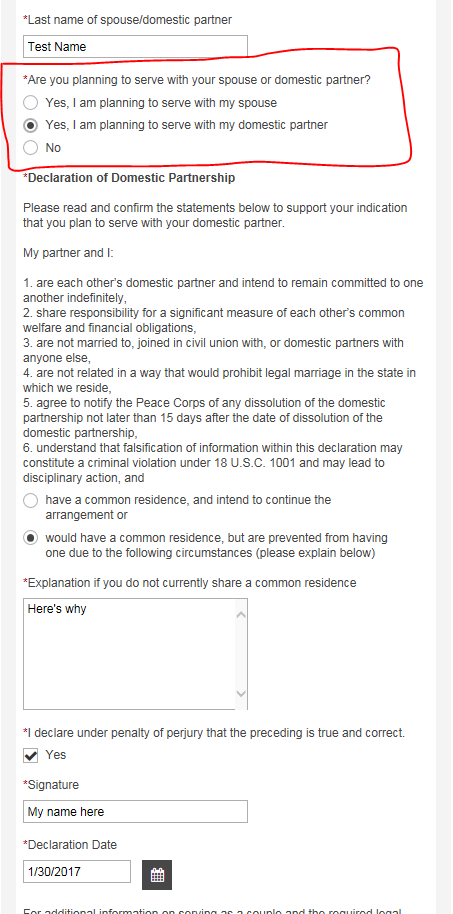 *Last name of spouse/domestic partner
Test Name
*Are you planning to serve with your spouse or domestic partner?
Yes, I am planning to serve with my spouse
Yes, I am planning to serve with my domestic partner
No
*Declaration of Domestic Partnership
Please read and confirm the statements below to support your indication
that you plan to serve with your domestic partner.
My partner and I:
1. are each other's domestic partner and intend to remain committed to one
another indefinitely,
2. share responsibility for a significant measure of each other's common
welfare and financial obligations,
3. are not married to, joined in civil union with, or domestic partners with
anyone else,
4. are not related in a way that would prohibit legal marriage in the state in
which we reside,
5. agree to notify the Peace Corps of any dissolution of the domestic
partnership not later than 15 days after the date of dissolution of the
domestic partnership,
6. understand that falsification of information within this declaration may
constitute a criminal violation under 18 U.S.C. 1001 and may lead to
disciplinary action, and
have a common residence, and intend to continue the
arrangement or
would have a common residence, but are prevented from having
one due to the following circumstances (please explain below)
*Explanation if you do not currently share a common residence
Here's why
*I declare under penalty of perjury that the preceding is true and correct.
Yes
*Signature
My name here
*Declaration Date
1/30/2017
For additional information on serving as a couple and the required legal